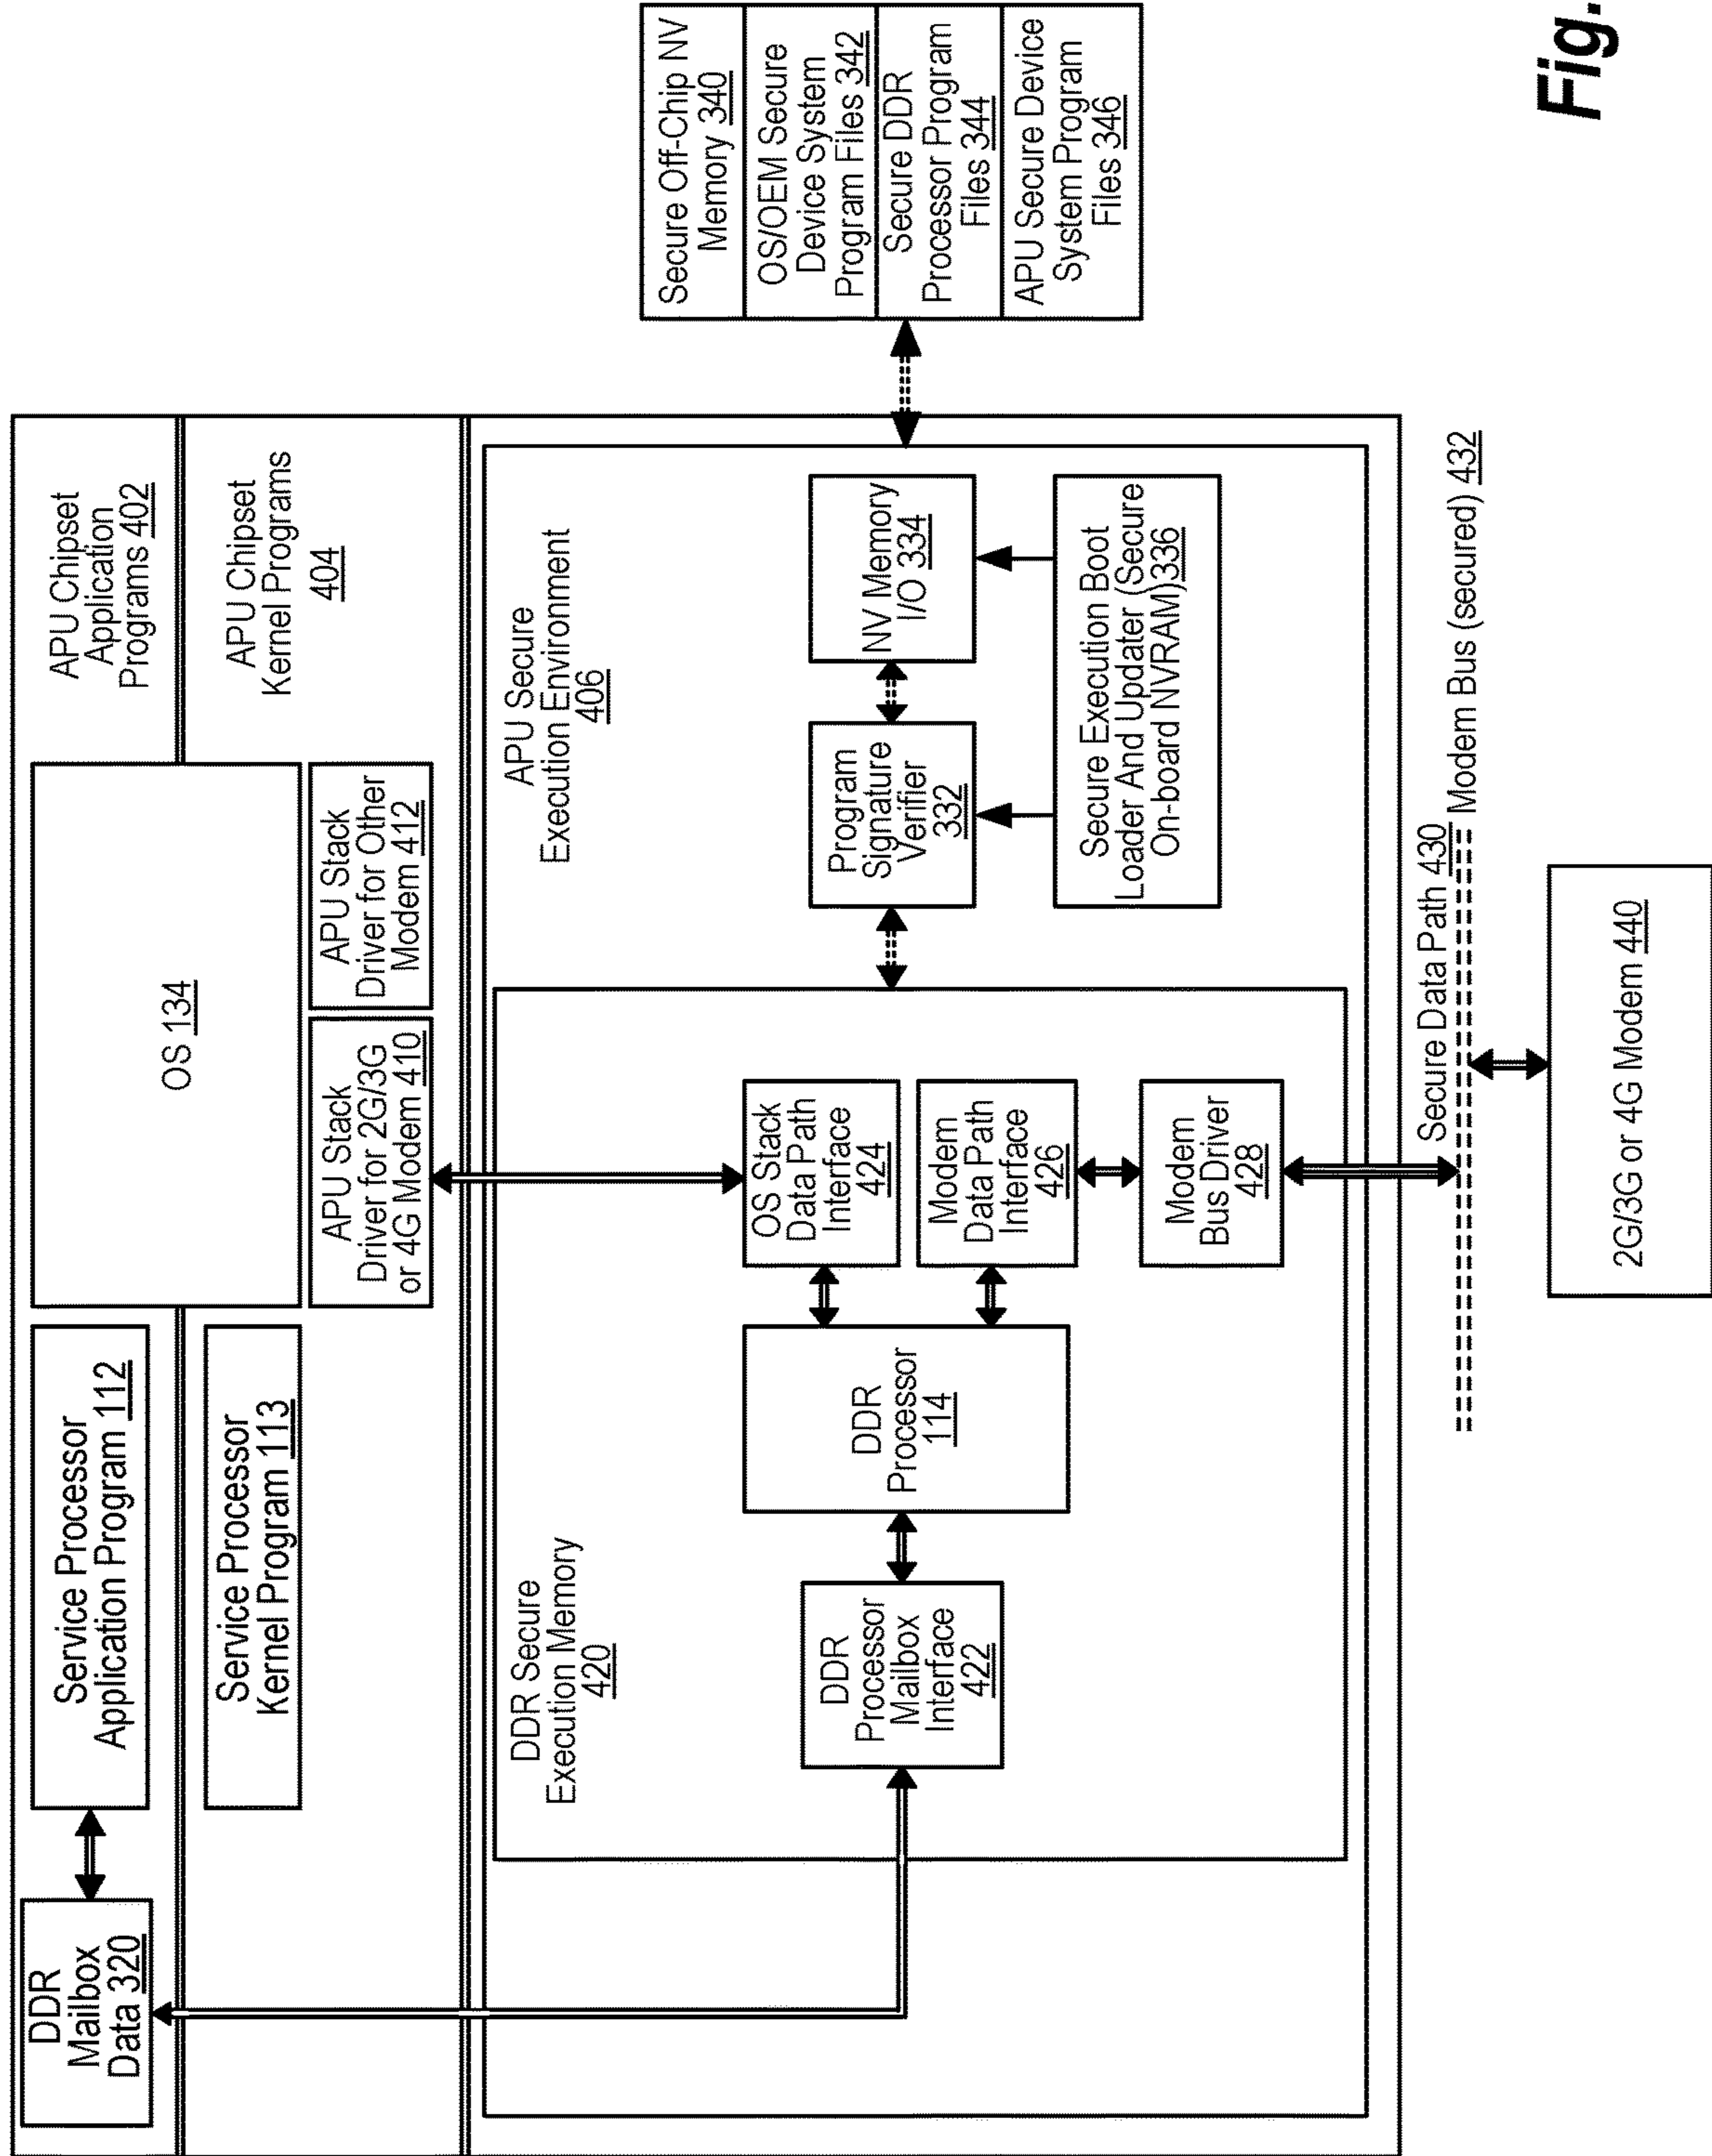 DDR
Mailbox
Data 320
Service Processor
Application Program 112
Service Processor
Kernel Program 113
OS 134
APU Stack
Driver for 2G/3G
or 4G Modem 410
APU Stack
Driver for Other
Modem 412
APU Chipset
Application
Programs 402
APU Chipset
Kernel Programs
404
DDR Secure
Execution Memory
420
DDR
Processor
Mailbox
Interface
422
DDR
Processor
114
OS Stack
Data Path
Interface
424
Modem
Data Path
Interface
426
Modem
Bus Driver
428
APU Secure
Execution Environment
406
Program
Signature
Verifier
332
NV Memory
I/O 334
Secure Execution Boot
Loader And Updater (Secure
On-board NVRAM)336
Secure Off-Chip NV
Memory 340
OS/OEM Secure
Device System
Program Files 342
Secure DDR
Processor Program
Files 344
APU Secure Device
System Program
Files 346
Secure Data Path 430
Modem Bus (secured) 432
2G/3G or 4G Modem 440
Fig.